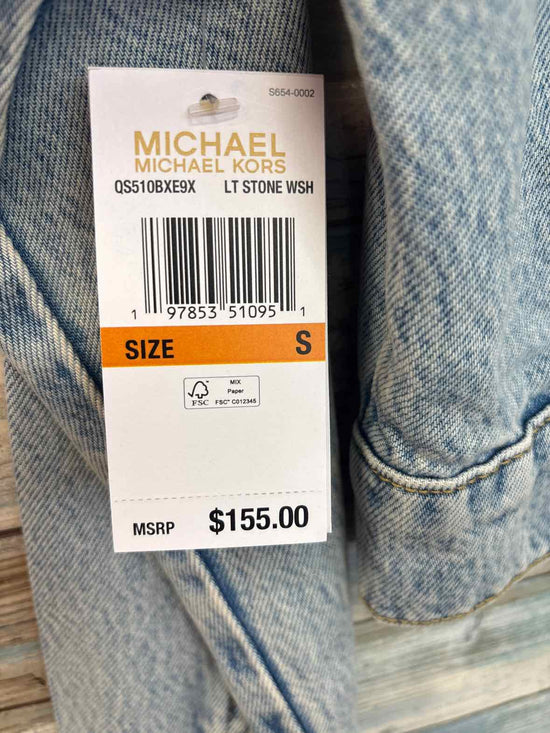 S654-0002
MICHAEL
MICHAEL KORS
QS510BXE9X LT STONE WSH
1 97853 51095 1
SIZE S
FSC
MIX
Paper
FSC® C012345
MSRP $155.00